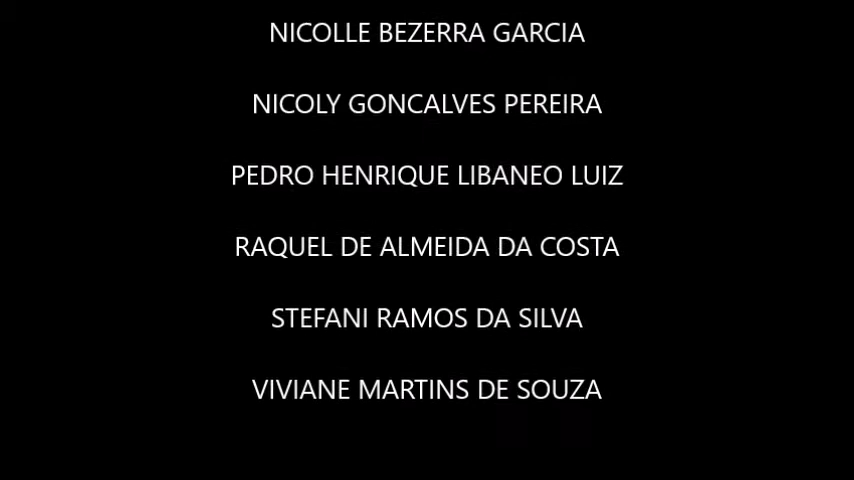 NICOLLE BEZERRA GARCIA
NICOLY GONCALVES PEREIRA
PEDRO HENRIQUE LIBANEO LUIZ
RAQUEL DE ALMEIDA DA COSTA
STEFANI RAMOS DA SILVA
VIVIANE MARTINS DE SOUZA